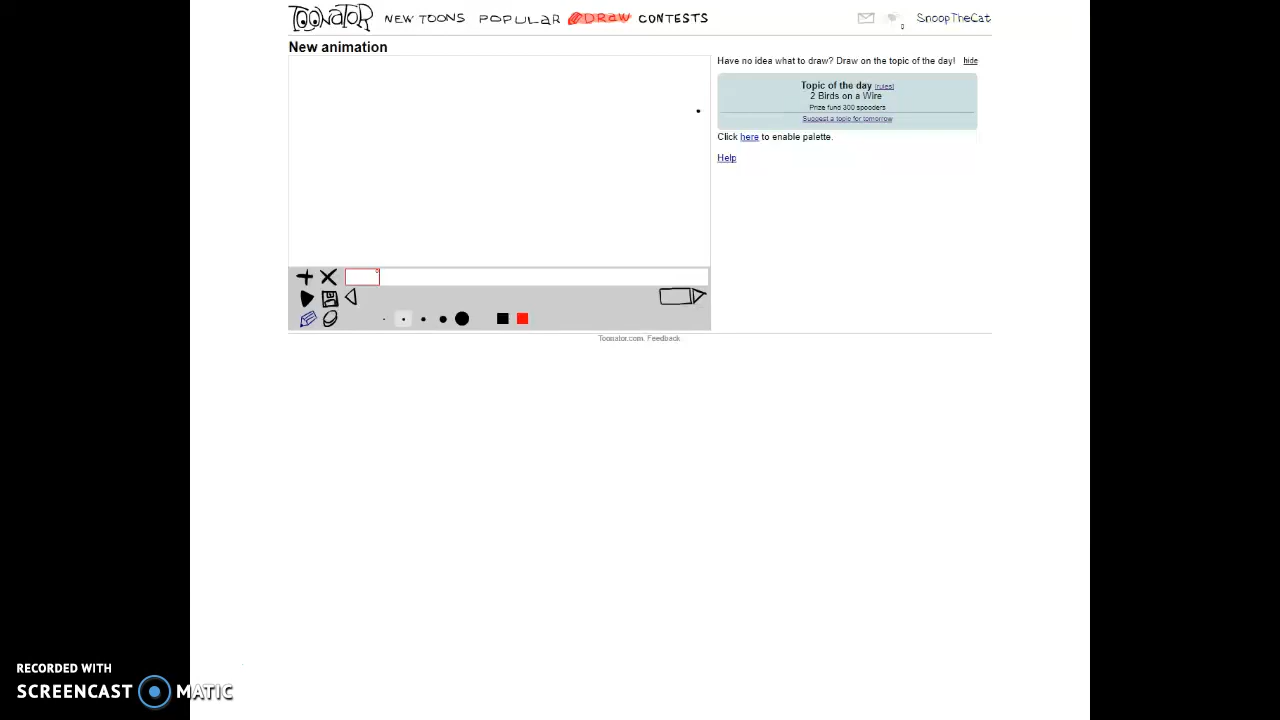 TOONATOR NEW TOONS POPULAR DRAW CONTESTS SnoopTheCat
0
New animation
Have no idea what to draw? Draw on the topic of the day! hide
Topic of the day (rules)
2 Birds on a Wire
Prize fund 300 spooders
Suggest a topic for tomorrow
Click here to enable palette.
Help
Toonator.com. Feedback
RECORDED WITH
SCREENCAST MATIC